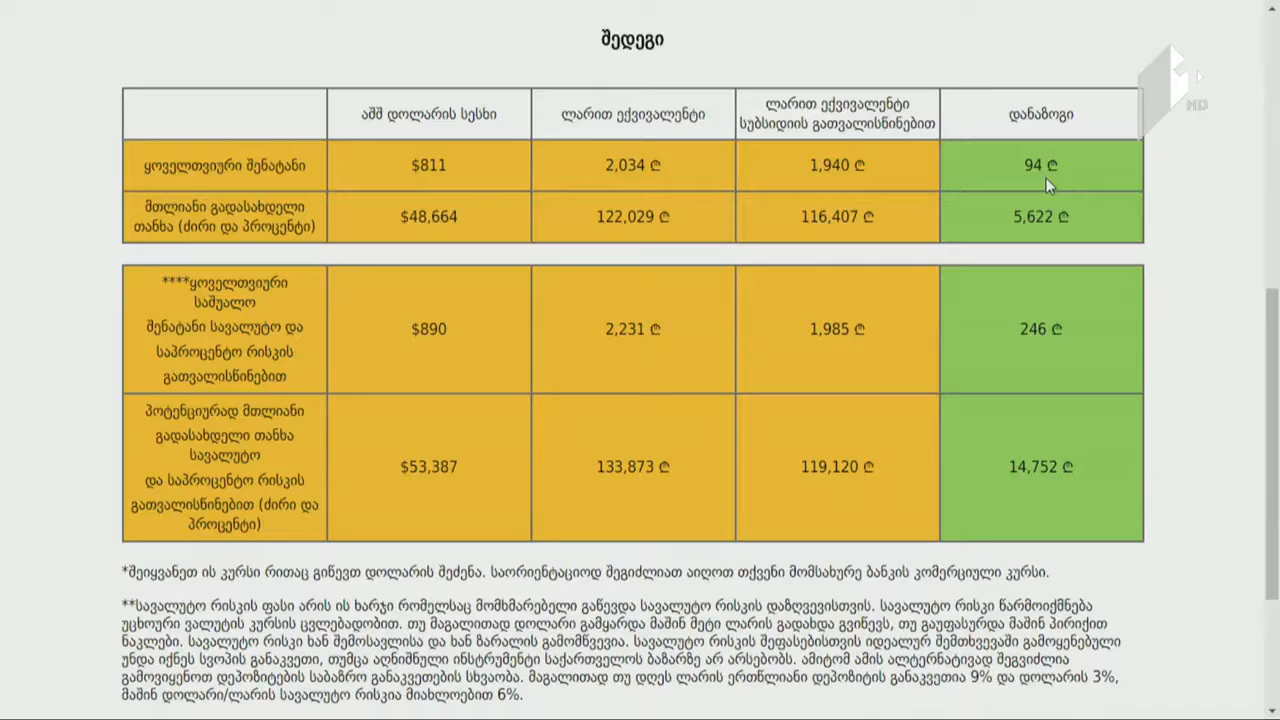 შედეგი
HD
აშშ დოლარის სესხი
ლარით ექვივალენტი
ლარით ექვივალენტი
სუბსიდიის გათვალისწინებით
დანაზოგი
ყოველთვიური შენატანი
$811
2,034 ₾
1,940 ₾
94 ₾
მთლიანი გადასახდელი
თანხა (ძირი და პროცენტი)
$48,664
122,029 ₾
116,407 ₾
5,622 ₾
****ყოველთვიური
საშუალო
შენატანი სავალუტო და
საპროცენტო რისკის
გათვალისწინებით
$890
2,231 ₾
1,985 ₾
246 ₾
პოტენციურად მთლიანი
გადასახდელი თანხა
სავალუტო
და საპროცენტო რისკის
გათვალისწინებით (ძირი და
პროცენტი)
$53,387
133,873 ₾
119,120 ₾
14,752 ₾
*შეიყვანეთ ის კურსი რითაც გიწევთ დოლარის შეძენა. საორიენტაციოდ შეგიძლიათ აიღოთ თქვენი მომსახურე ბანკის კომერციული კურსი.
**სავალუტო რისკის ფასი არის ის ხარჯი რომელსაც მომხმარებელი გაწევდა სავალუტო რისკის დაზღვევისთვის. სავალუტო რისკი წარმოიქმნება
უცხოური ვალუტის კურსის ცვლებადობით. თუ მაგალითად დოლარი გამყარდა მაშინ მეტი ლარის გადახდა გვიწევს, თუ გაუფასურდა მაშინ პირიქით
ნაკლები. სავალუტო რისკი ხან შემოსავლისა და ხან ზარალის გამომწვევია. სავალუტო რისკის შეფასებისთვის იდეალურ შემთხვევაში გამოყენებული
უნდა იქნეს სვოპის განაკვეთი, თუმცა აღნიშნული ინსტრუმენტი საქართველოს ბაზარზე არ არსებობს. ამიტომ ამის ალტერნატივად შეგვიძლია
გამოვიყენოთ დეპოზიტების საბაზრო განაკვეთების სხვაობა. მაგალითად თუ დღეს ლარის ერთწლიანი დეპოზიტის განაკვეთია 9% და დოლარის 3%,
მაშინ დოლარი/ლარის სავალუტო რისკია მიახლოებით 6%.